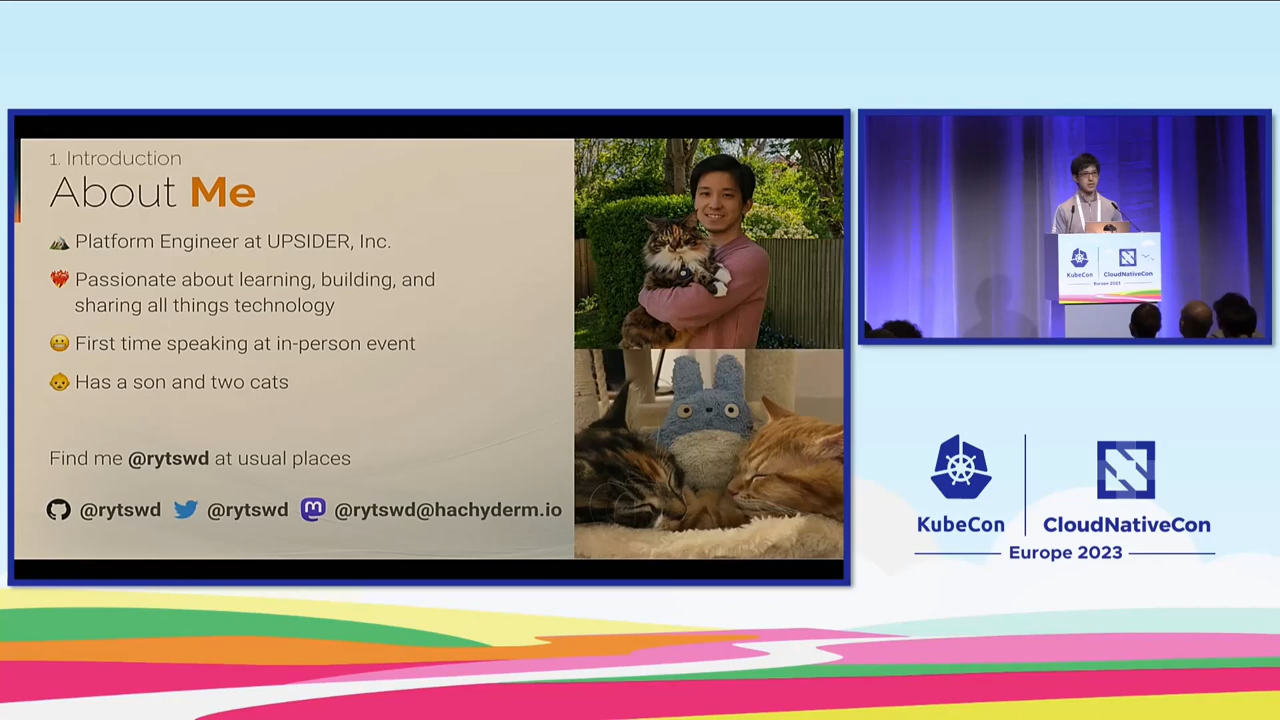 1. Introduction
About Me
Platform Engineer at UPSIDER, Inc.
Passionate about learning, building, and
sharing all things technology
First time speaking at in-person event
Has a son and two cats
Find me @rytswd at usual places
@rytswd @rytswd @rytswd@hachyderm.io
KubeCon CloudNativeCon
Europe 2023
KubeCon CloudNativeCon
Europe 2023